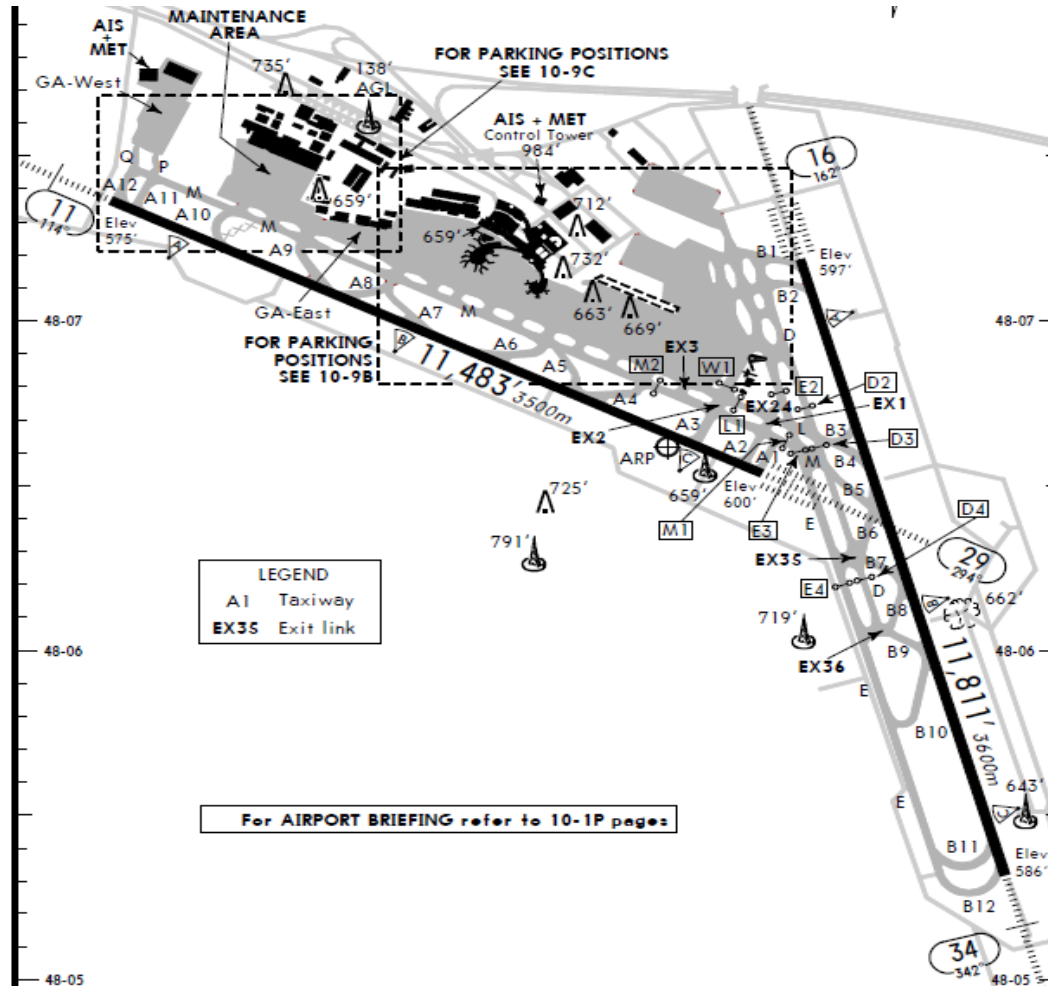 AIS
+
MET
MAINTENANCE
AREA
GA-West
735'
138'
AGL
FOR PARKING POSITIONS
SEE 10-9C
AIS + MET
Control Tower
984'
16
162°
Q
P
A12
A11
M
A10
11
114°
Elev
575'
A
M
A9
659'
659'
712'
732'
663'
669'
B1
Elev
597'
B2
D
A
A8
GA-East
A7
M
48-07
48-07
FOR
PARKING
POSITIONS
SEE 10-9B
B
11,483'
3500m
A6
A5
EX3
M2
W1
A4
E2
D2
EX24
EX1
EX2
L1
A3
L
B3
D3
A2
A1
M
B4
ARP
C
659'
Elev
600'
B5
M1
E3
E
D4
B6
725'
791'
EX35
B7
29
294°
E4
D
B
662'
B8
LEGEND
A1 Taxiway
EX35 Exit link
719'
48-06
48-06
EX36
B9
E
11,811'
3600m
B10
643'
E
C
For AIRPORT BRIEFING refer to 10-1P pages
B11
Elev
586'
B12
34
342°
48-05
48-05